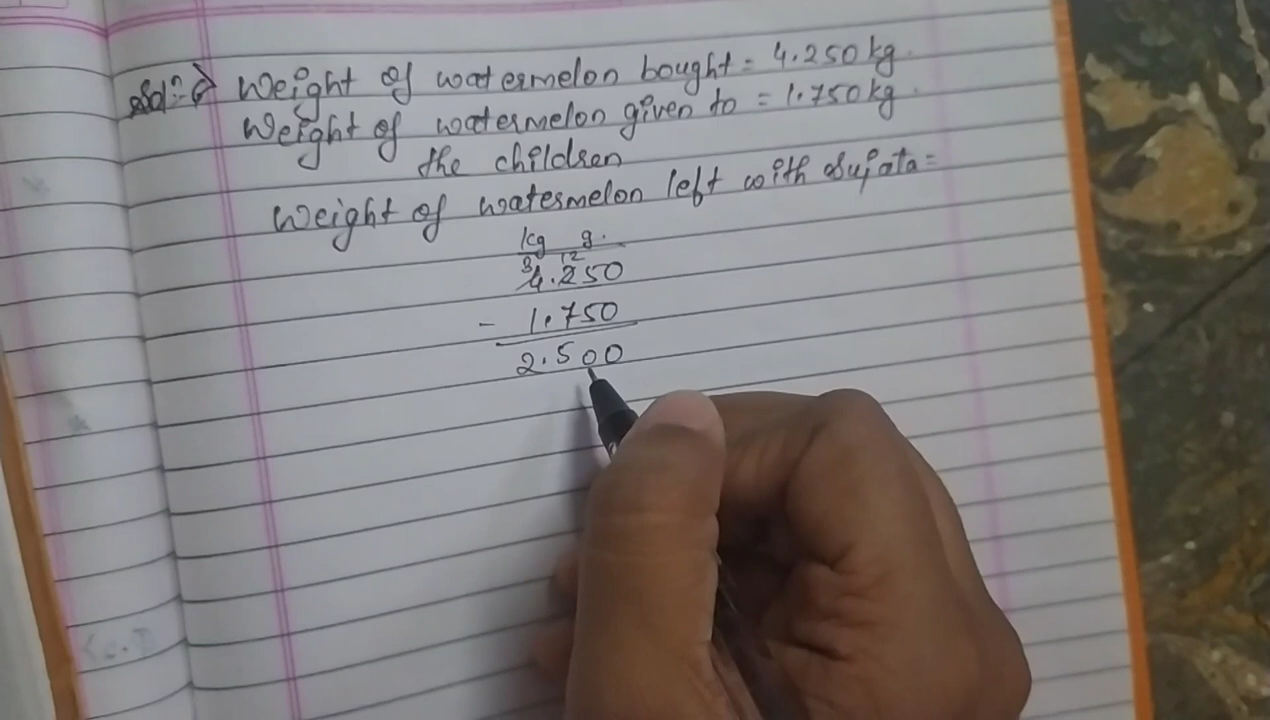 Sol:- Weight of watermelon bought = 4.250 kg.
Weight of watermelon given to = 1.750 kg.
the children
Weight of watermelon left with Sujata =
kg g.
3 12
4.250
- 1.750
2.500